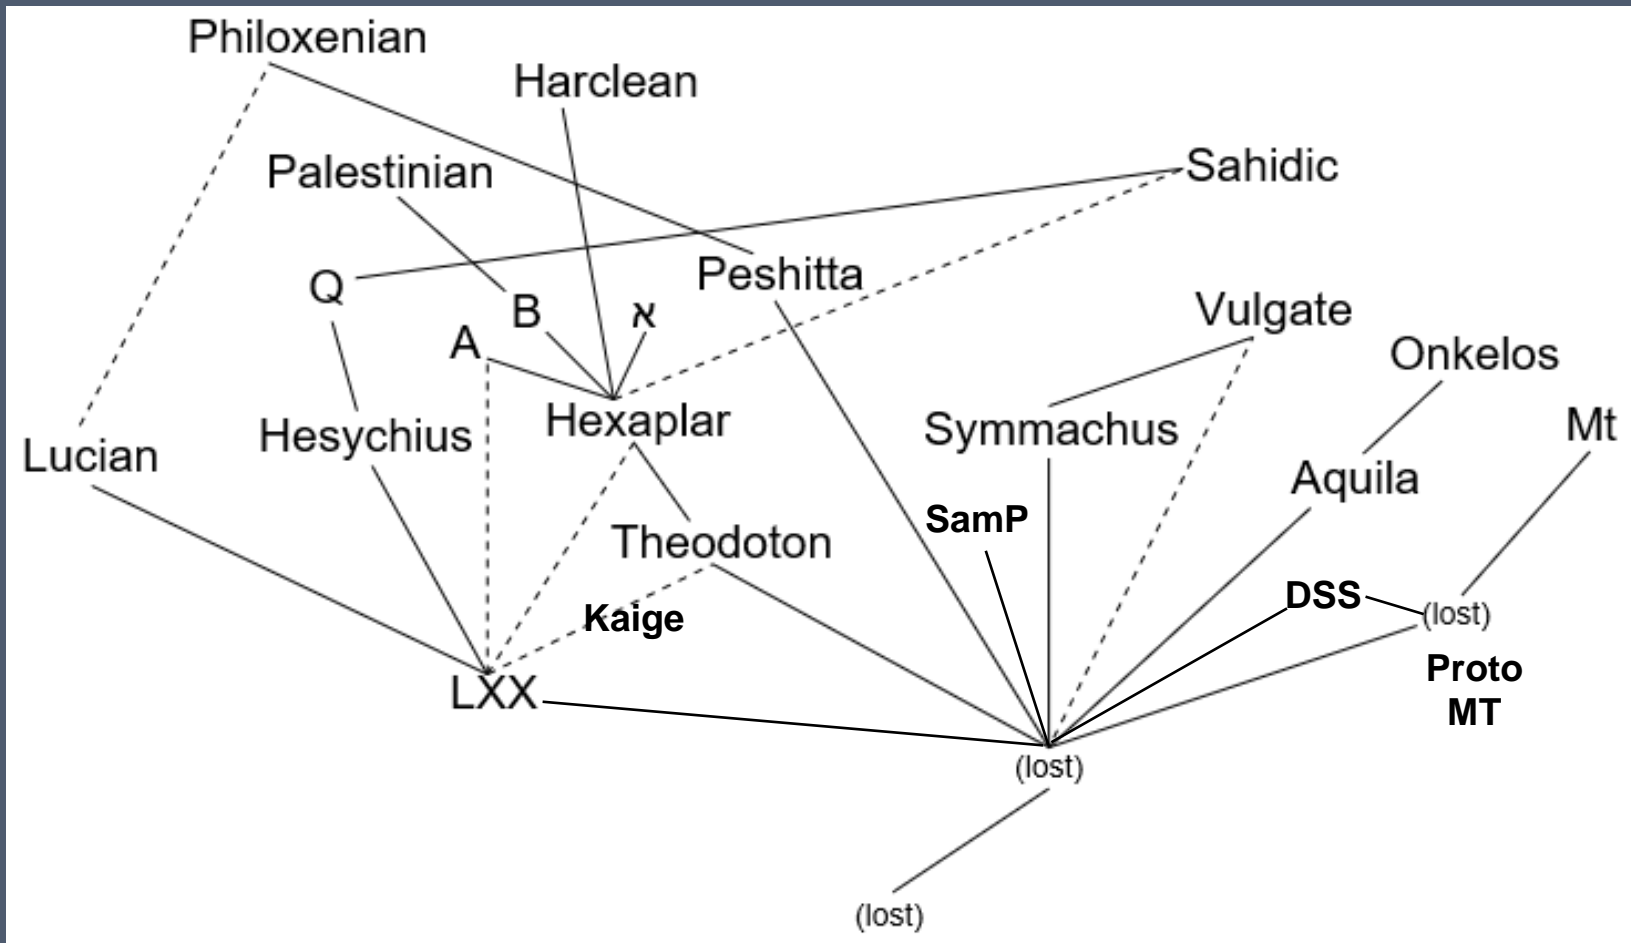 Philoxenian
Harclean
Palestinian
Sahidic
Peshitta
Q
B
א
Vulgate
A
Onkelos
Hexaplar
Mt
Hesychius
Symmachus
Lucian
Aquila
SamP
Theodoton
DSS
(lost)
Kaige
Proto
MT
LXX
(lost)
(lost)